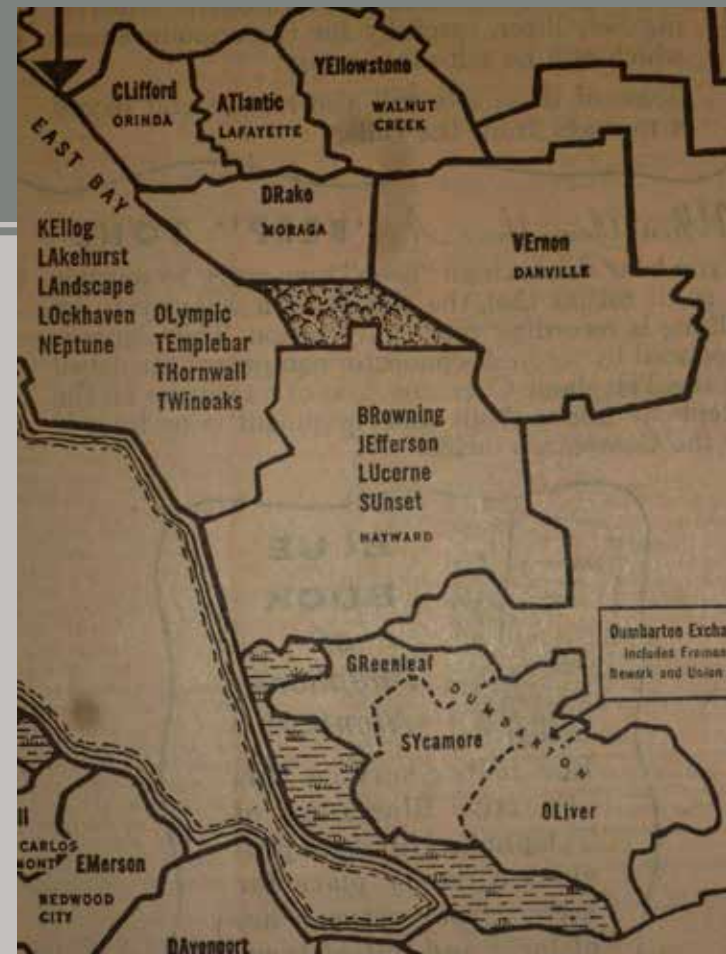 YEllowstone
WALNUT
CREEK
CLifford
ORINDA
ATlantic
LAFAYETTE
EAST BAY
DRake
MORAGA
VErnon
DANVILLE
KEllog
LAkehurst
LAndscape
LOckhaven
NEptune
OLympic
TEmplebar
THornwall
TWinoaks
BRowning
JEfferson
LUcerne
SUnset
HAYWARD
Dumbarton Excha
Includes Fremon
Newark and Union
GReenleaf
DUMBARTON
SYcamore
OLiver
CARLOS
MONT
EMerson
REDWOOD
CITY
DAvenport